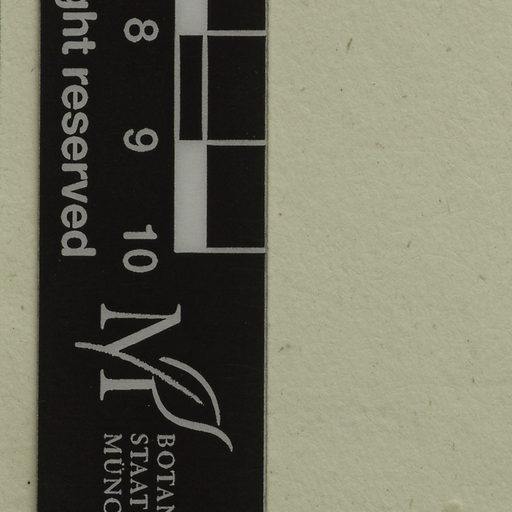 ght reserved
8
9
10
BOTAN
STAAT
MÜNC